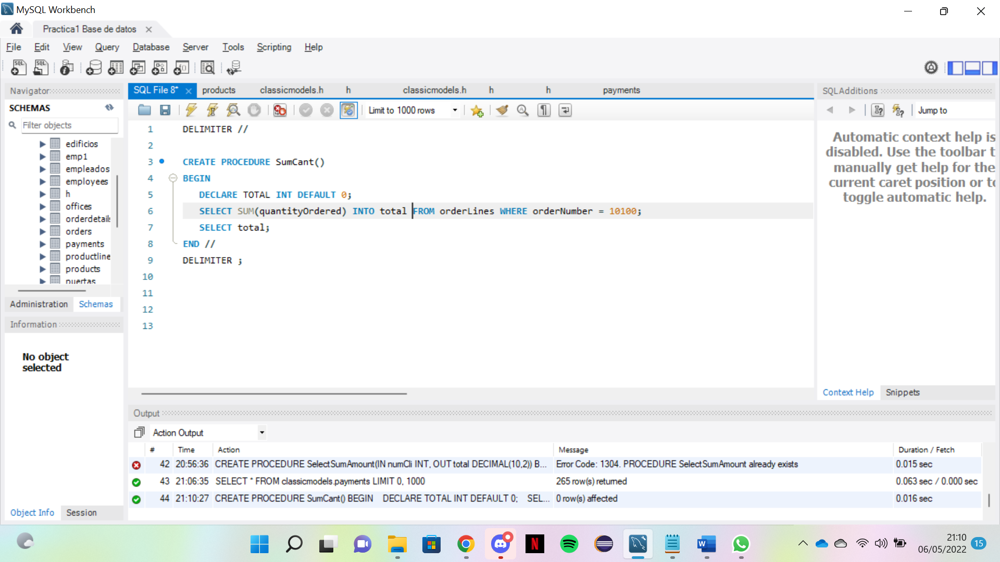 MySQL Workbench
Practica1 Base de datos
File Edit View Query Database Server Tools Scripting Help
Navigator
SCHEMAS
Filter objects
edificios
emp1
empleados
employees
h
offices
orderdetails
orders
payments
productline
products
puertas
Administration Schemas
Information
No object
selected
Object Info Session
SQL File 8* products classicmodels.h h classicmodels.h h h payments
Limit to 1000 rows
1 DELIMITER //
2
3 CREATE PROCEDURE SumCant()
4 BEGIN
5 DECLARE TOTAL INT DEFAULT 0;
6 SELECT SUM(quantityOrdered) INTO total FROM orderLines WHERE orderNumber = 10100;
7 SELECT total;
8 END //
9 DELIMITER ;
10
11
12
13
SQLAdditions
Jump to
Automatic context help is
disabled. Use the toolbar t
manually get help for the
current caret position or to
toggle automatic help.
Context Help Snippets
Output
Action Output
# Time Action Message Duration / Fetch
42 20:56:36 CREATE PROCEDURE SelectSumAmount(IN numCli INT, OUT total DECIMAL(10,2)) B... Error Code: 1304. PROCEDURE SelectSumAmount already exists 0.015 sec
43 21:06:35 SELECT * FROM classicmodels.payments LIMIT 0, 1000 265 row(s) returned 0.063 sec / 0.000 sec
44 21:10:27 CREATE PROCEDURE SumCant() BEGIN DECLARE TOTAL INT DEFAULT 0; SEL... 0 row(s) affected 0.016 sec
21:10
06/05/2022
15